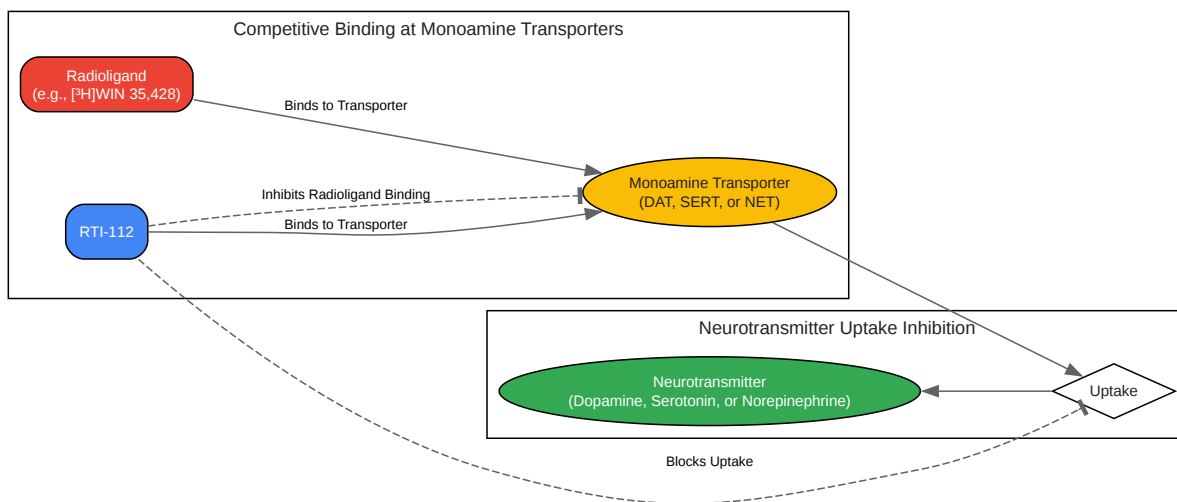 Competitive Binding at Monoamine Transporters
Radioligand
(e.g., [³H]WIN 35,428)
Binds to Transporter
Monoamine Transporter
(DAT, SERT, or NET)
Inhibits Radioligand Binding
Binds to Transporter
RTI-112
Neurotransmitter Uptake Inhibition
Neurotransmitter
(Dopamine, Serotonin, or Norepinephrine)
Uptake
Blocks Uptake